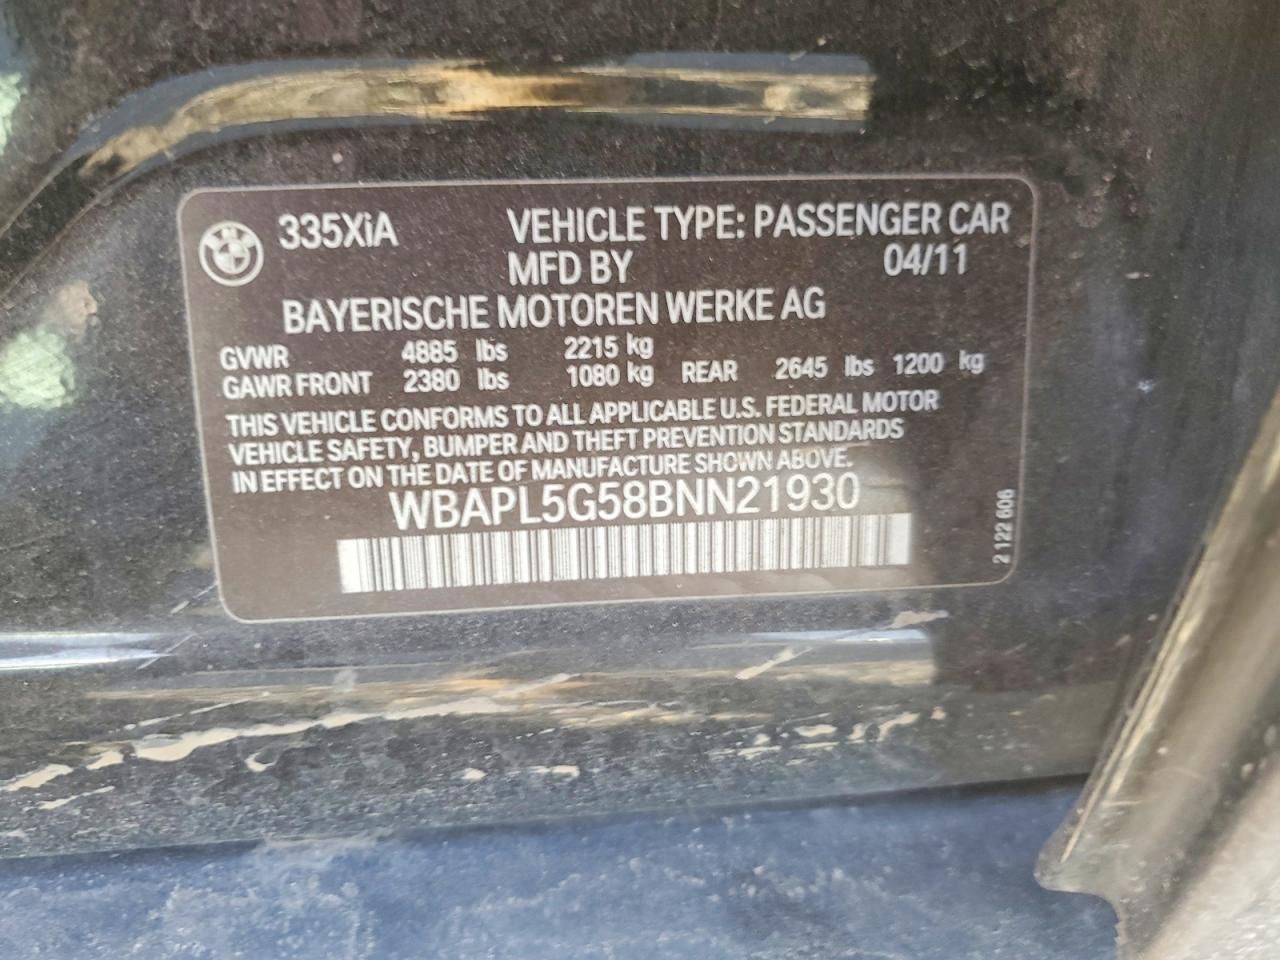 335XiA VEHICLE TYPE: PASSENGER CAR
MFD BY 04/11
BAYERISCHE MOTOREN WERKE AG
GVWR 4885 lbs 2215 kg
GAWR FRONT 2380 lbs 1080 kg REAR 2645 lbs 1200 kg
THIS VEHICLE CONFORMS TO ALL APPLICABLE U.S. FEDERAL MOTOR
VEHICLE SAFETY, BUMPER AND THEFT PREVENTION STANDARDS
IN EFFECT ON THE DATE OF MANUFACTURE SHOWN ABOVE.
WBAPL5G58BNN21930
2 122 606